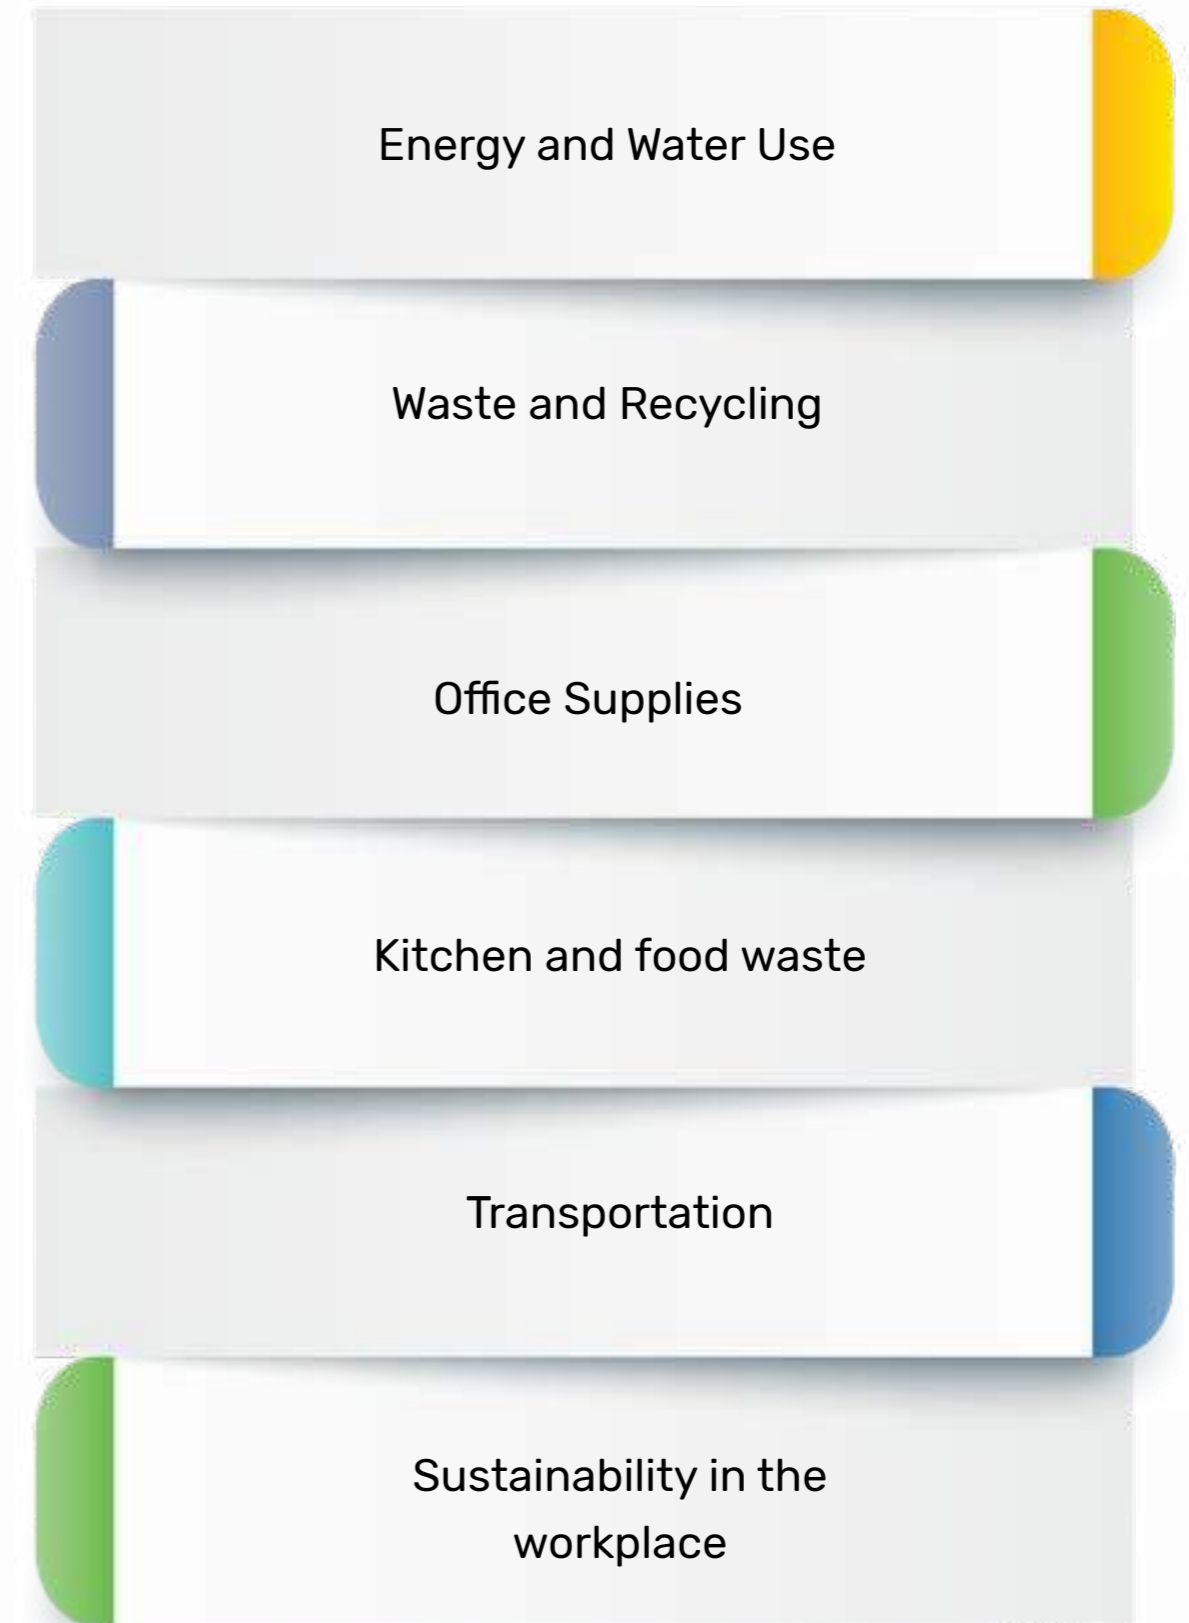 Energy and Water Use
Waste and Recycling
Office Supplies
Kitchen and food waste
Transportation
Sustainability in the
workplace